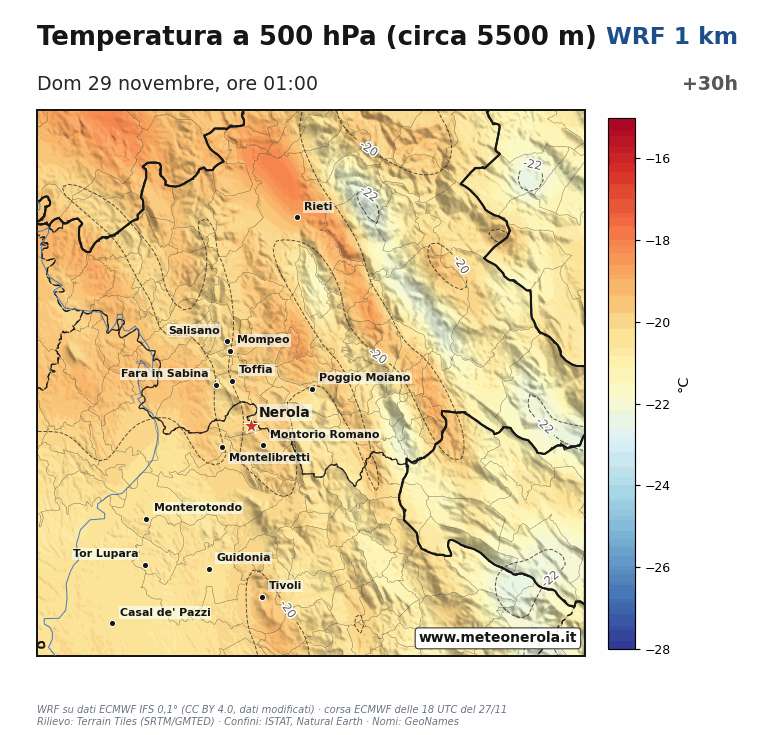 Temperatura a 500 hPa (circa 5500 m) WRF 1 km
Dom 29 novembre, ore 01:00 +30h
-20
-22
-22
Rieti
-20
Salisano
Mompeo
-20
Toffia
Fara in Sabina
Poggio Moiano
Nerola
-22
Montorio Romano
Montelibretti
Monterotondo
Tor Lupara
Guidonia
-22
Tivoli
-20
Casal de' Pazzi
www.meteonerola.it
−16
−18
−20
−22
−24
−26
−28
°C
WRF su dati ECMWF IFS 0,1° (CC BY 4.0, dati modificati) · corsa ECMWF delle 18 UTC del 27/11
Rilievo: Terrain Tiles (SRTM/GMTED) · Confini: ISTAT, Natural Earth · Nomi: GeoNames